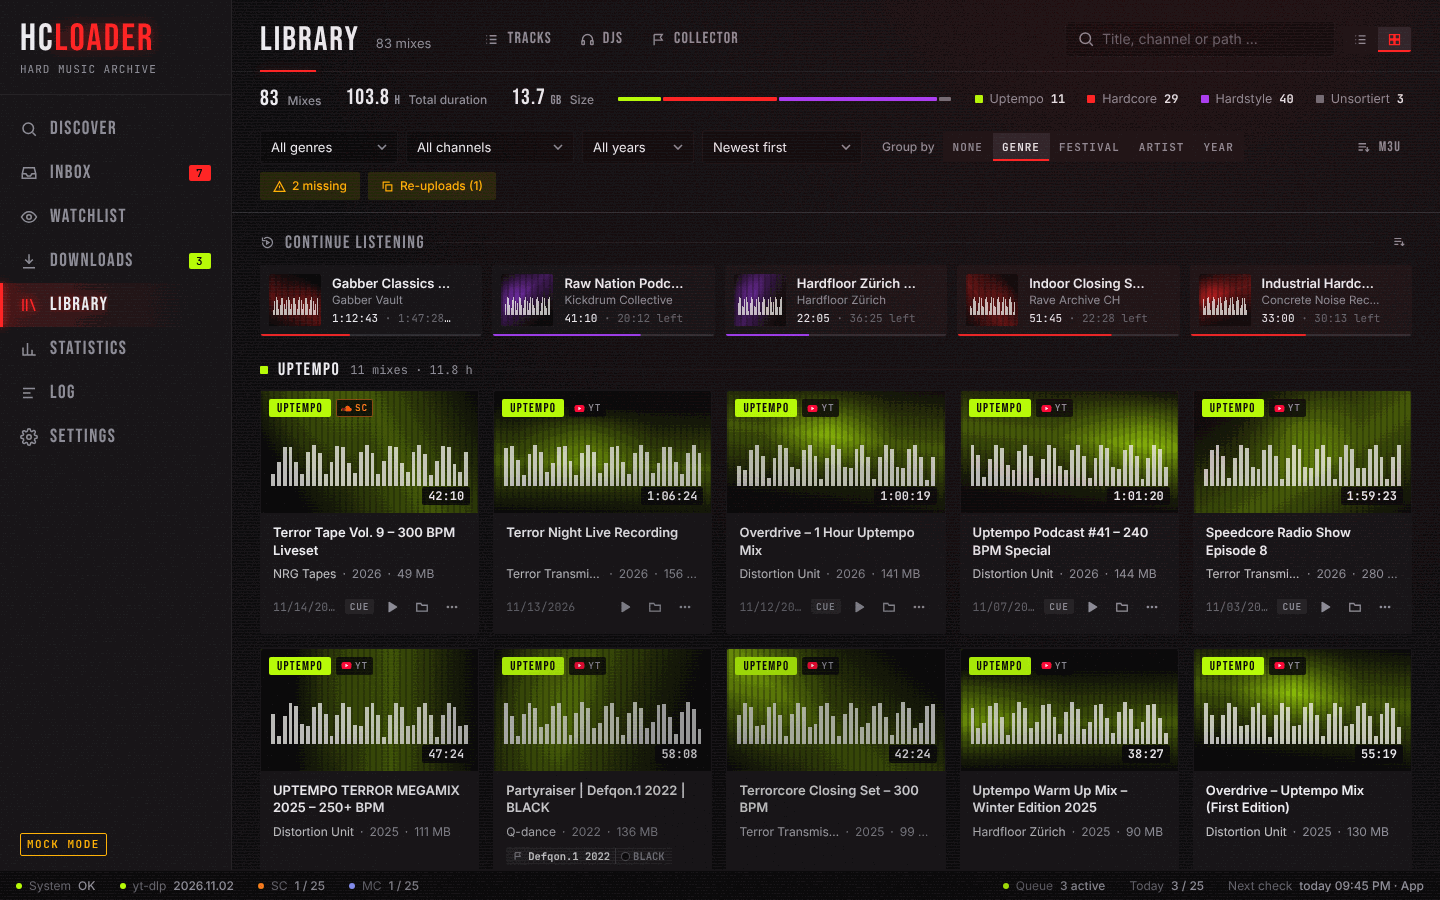 HCLOADER
HARD MUSIC ARCHIVE
DISCOVER
INBOX 7
WATCHLIST
DOWNLOADS 3
LIBRARY
STATISTICS
LOG
SETTINGS
MOCK MODE
LIBRARY 83 mixes TRACKS DJS COLLECTOR Title, channel or path ...
83 Mixes 103.8 H Total duration 13.7 GB Size Uptempo 11 Hardcore 29 Hardstyle 40 Unsortiert 3
All genres All channels All years Newest first Group by NONE GENRE FESTIVAL ARTIST YEAR M3U
2 missing Re-uploads (1)
CONTINUE LISTENING
Gabber Classics ...
Gabber Vault
1:12:43 · 1:47:28…
Raw Nation Podc...
Kickdrum Collective
41:10 · 20:12 left
Hardfloor Zürich ...
Hardfloor Zürich
22:05 · 36:25 left
Indoor Closing S...
Rave Archive CH
51:45 · 22:28 left
Industrial Hardc...
Concrete Noise Rec...
33:00 · 30:13 left
UPTEMPO 11 mixes · 11.8 h
UPTEMPO SC
42:10
Terror Tape Vol. 9 – 300 BPM
Liveset
NRG Tapes · 2026 · 49 MB
11/14/20… CUE
UPTEMPO YT
1:06:24
Terror Night Live Recording
Terror Transmi... · 2026 · 156 ...
11/13/2026
UPTEMPO YT
1:00:19
Overdrive – 1 Hour Uptempo
Mix
Distortion Unit · 2026 · 141 MB
11/12/20… CUE
UPTEMPO YT
1:01:20
Uptempo Podcast #41 – 240
BPM Special
Distortion Unit · 2026 · 144 MB
11/07/20… CUE
UPTEMPO YT
1:59:23
Speedcore Radio Show
Episode 8
Terror Transmi... · 2026 · 280 ...
11/03/20… CUE
UPTEMPO YT
47:24
UPTEMPO TERROR MEGAMIX
2025 – 250+ BPM
Distortion Unit · 2025 · 111 MB
UPTEMPO YT
58:08
Partyraiser | Defqon.1 2022 |
BLACK
Q-dance · 2022 · 136 MB
Defqon.1 2022 BLACK
UPTEMPO YT
42:24
Terrorcore Closing Set – 300
BPM
Terror Transmis... · 2025 · 99 ...
UPTEMPO YT
38:27
Uptempo Warm Up Mix –
Winter Edition 2025
Hardfloor Zürich · 2025 · 90 MB
UPTEMPO YT
55:19
Overdrive – Uptempo Mix
(First Edition)
Distortion Unit · 2025 · 130 MB
System OK yt-dlp 2026.11.02 SC 1 / 25 MC 1 / 25 Queue 3 active Today 3 / 25 Next check today 09:45 PM · App